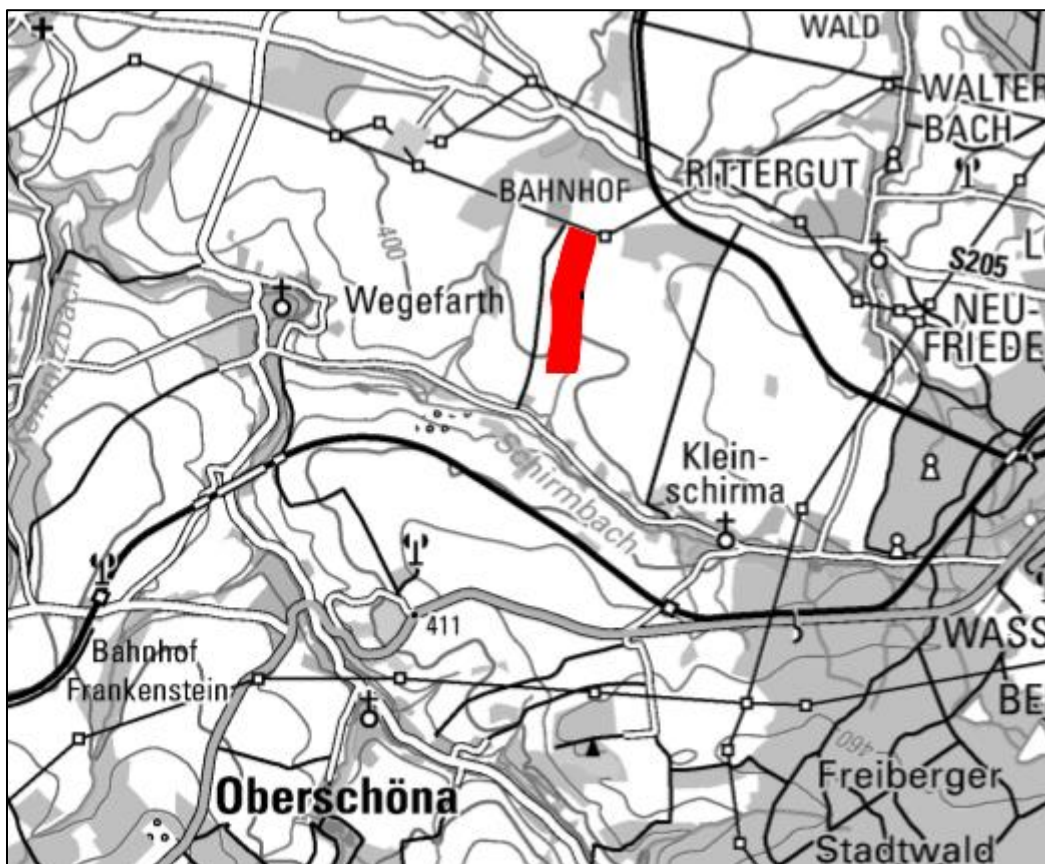 WALD
WALTER
BACH
BAHNHOF
RITTERGUT
400
S205
Wegefarth
NEU-
FRIEDE
Klein-
schirma
Schirmbach
411
WASS
Bahnhof
Frankenstein
BE
460
Freiberger
Oberschöna
Stadtwald